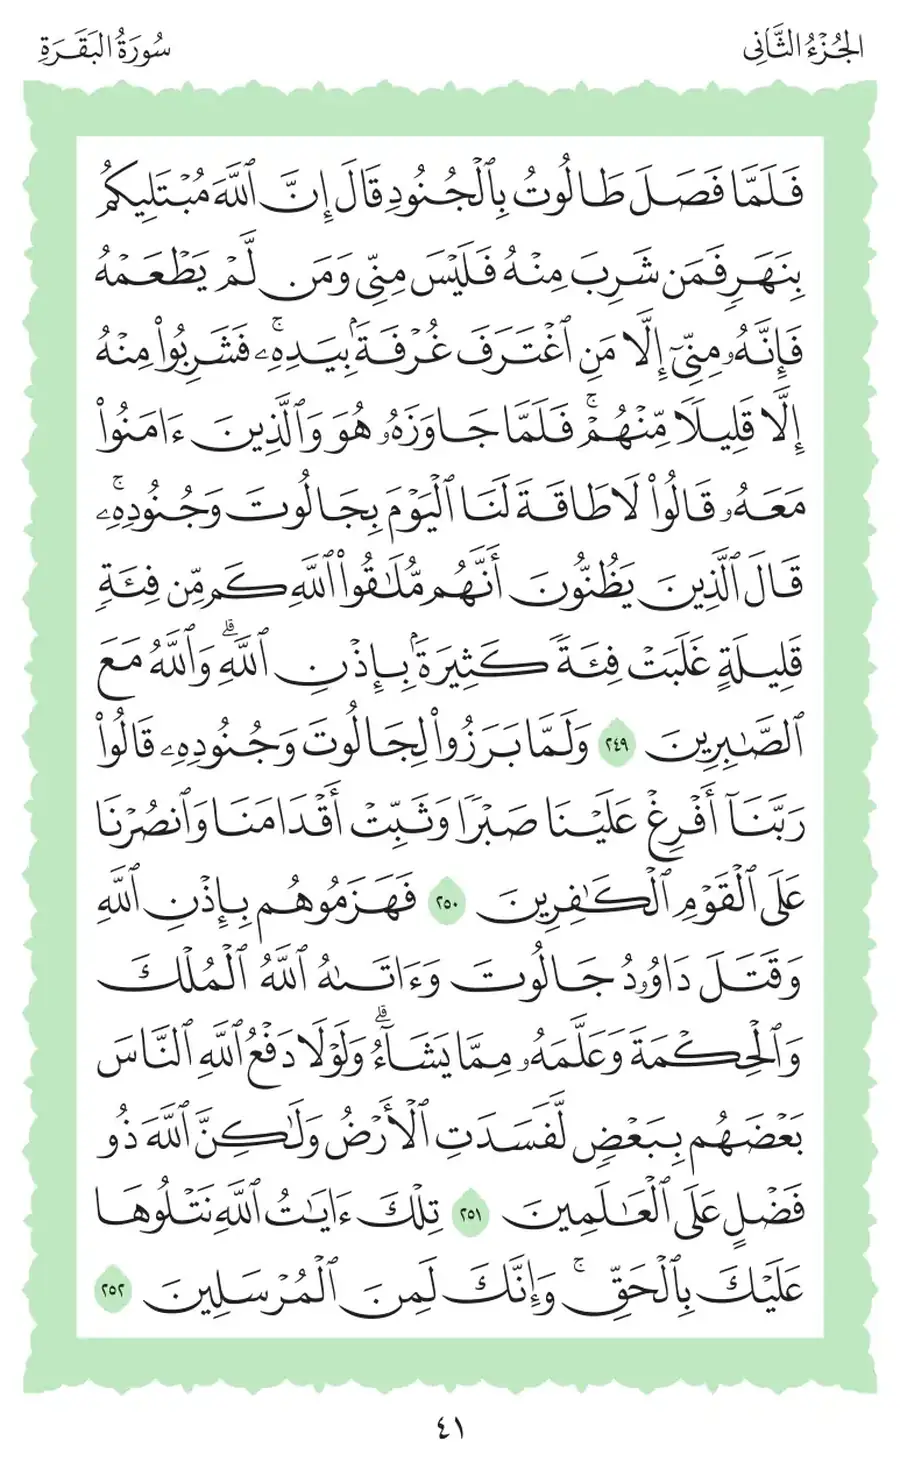 الجُزْءُ الثَّانِي
سُورَةُ البَقَرَةِ
فَلَمَّا فَصَلَ طَالُوتُ بِٱلْجُنُودِ قَالَ إِنَّ ٱللَّهَ مُبْتَلِيكُم
بِنَهَرٍ فَمَن شَرِبَ مِنْهُ فَلَيْسَ مِنِّي وَمَن لَّمْ يَطْعَمْهُ
فَإِنَّهُۥ مِنِّيٓ إِلَّا مَنِ ٱغْتَرَفَ غُرْفَةَۢ بِيَدِهِۦۚ فَشَرِبُوا۟ مِنْهُ
إِلَّا قَلِيلًا مِّنْهُمْۚ فَلَمَّا جَاوَزَهُۥ هُوَ وَٱلَّذِينَ ءَامَنُوا۟
مَعَهُۥ قَالُوا۟ لَا طَاقَةَ لَنَا ٱلْيَوْمَ بِجَالُوتَ وَجُنُودِهِۦۚ
قَالَ ٱلَّذِينَ يَظُنُّونَ أَنَّهُم مُّلَٰقُوا۟ ٱللَّهِ كَم مِّن فِئَةٍ
قَلِيلَةٍ غَلَبَتْ فِئَةً كَثِيرَةَۢ بِإِذْنِ ٱللَّهِۗ وَٱللَّهُ مَعَ
ٱلصَّٰبِرِينَ ٢٤٩ وَلَمَّا بَرَزُوا۟ لِجَالُوتَ وَجُنُودِهِۦ قَالُوا۟
رَبَّنَآ أَفْرِغْ عَلَيْنَا صَبْرًا وَثَبِّتْ أَقْدَامَنَا وَٱنصُرْنَا
عَلَى ٱلْقَوْمِ ٱلْكَٰفِرِينَ ٢٥٠ فَهَزَمُوهُم بِإِذْنِ ٱللَّهِ
وَقَتَلَ دَاوُۥدُ جَالُوتَ وَءَاتَىٰهُ ٱللَّهُ ٱلْمُلْكَ
وَٱلْحِكْمَةَ وَعَلَّمَهُۥ مِمَّا يَشَآءُۗ وَلَوْلَا دَفْعُ ٱللَّهِ ٱلنَّاسَ
بَعْضَهُم بِبَعْضٍ لَّفَسَدَتِ ٱلْأَرْضُ وَلَٰكِنَّ ٱللَّهَ ذُو
فَضْلٍ عَلَى ٱلْعَٰلَمِينَ ٢٥١ تِلْكَ ءَايَٰتُ ٱللَّهِ نَتْلُوهَا
عَلَيْكَ بِٱلْحَقِّۚ وَإِنَّكَ لَمِنَ ٱلْمُرْسَلِينَ ٢٥٢
٤١